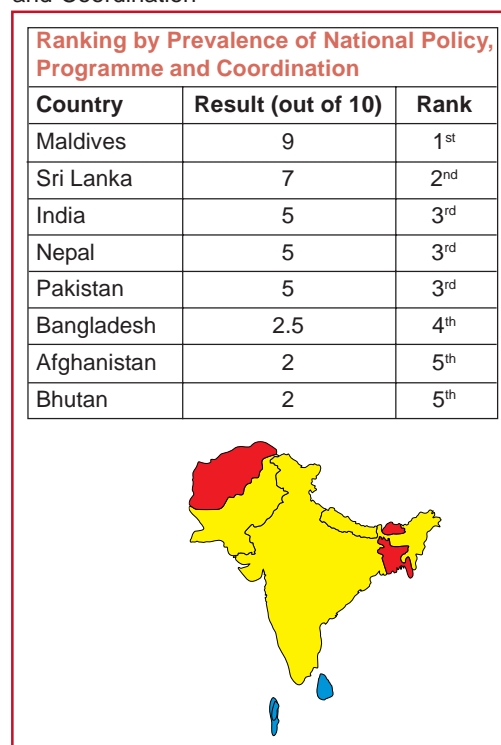 and Coordination
Ranking by Prevalence of National Policy,
Programme and Coordination
Country Result (out of 10) Rank
Maldives 9 1st
Sri Lanka 7 2nd
India 5 3rd
Nepal 5 3rd
Pakistan 5 3rd
Bangladesh 2.5 4th
Afghanistan 2 5th
Bhutan 2 5th